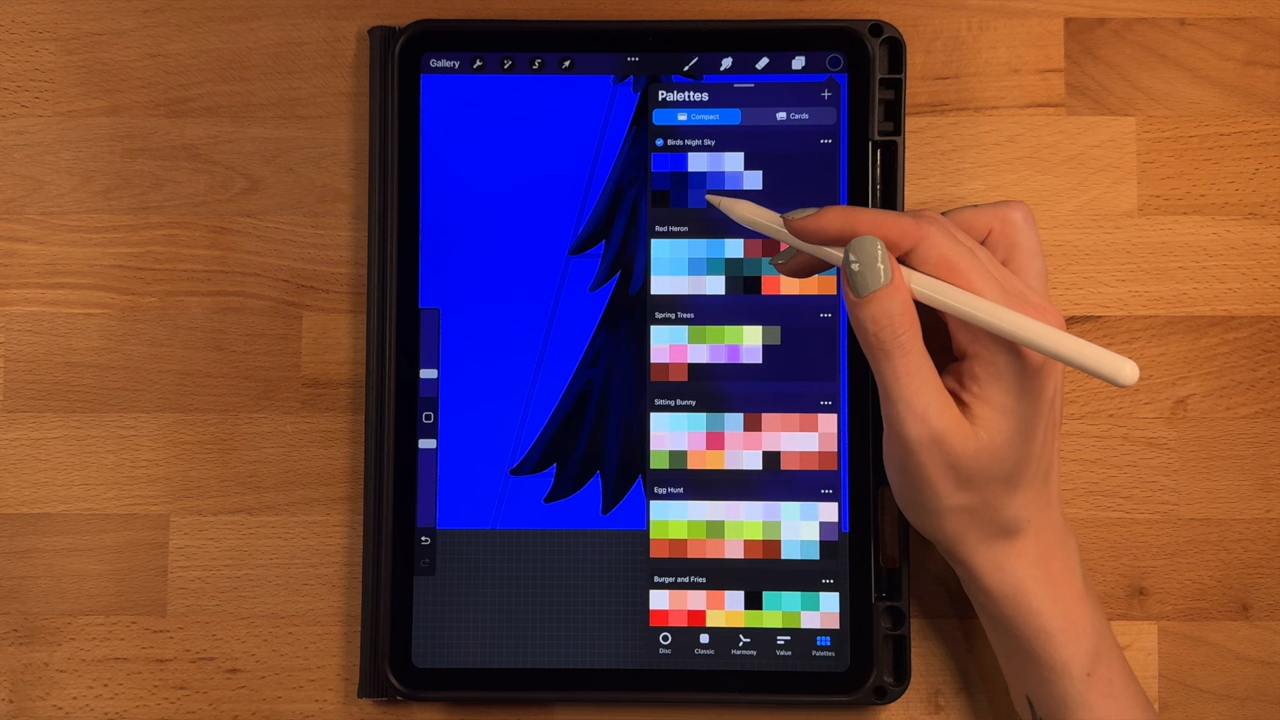 Gallery
Palettes
Compact
Cards
Birds Night Sky
Red Heron
Spring Trees
Sitting Bunny
Egg Hunt
Burger and Fries
Disc
Classic
Harmony
Value
Palettes